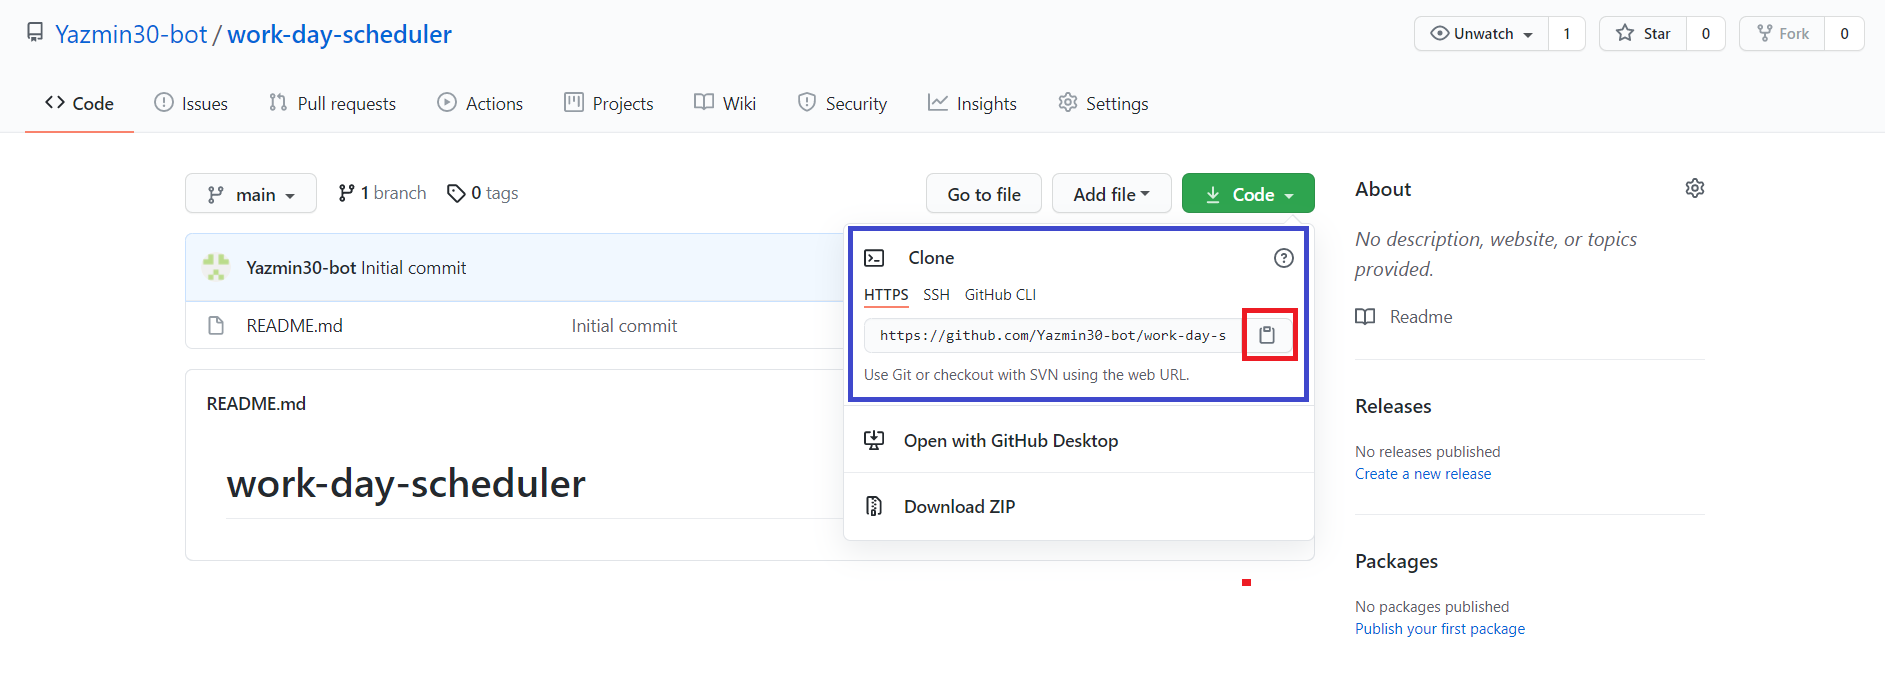 Yazmin30-bot / work-day-scheduler
Unwatch 1 Star 0 Fork 0
Code Issues Pull requests Actions Projects Wiki Security Insights Settings
main 1 branch 0 tags
Go to file Add file Code
Yazmin30-bot Initial commit
README.md Initial commit
README.md
work-day-scheduler
Clone
HTTPS SSH GitHub CLI
https://github.com/Yazmin30-bot/work-day-s
Use Git or checkout with SVN using the web URL.
Open with GitHub Desktop
Download ZIP
About
No description, website, or topics
provided.
Readme
Releases
No releases published
Create a new release
Packages
No packages published
Publish your first package